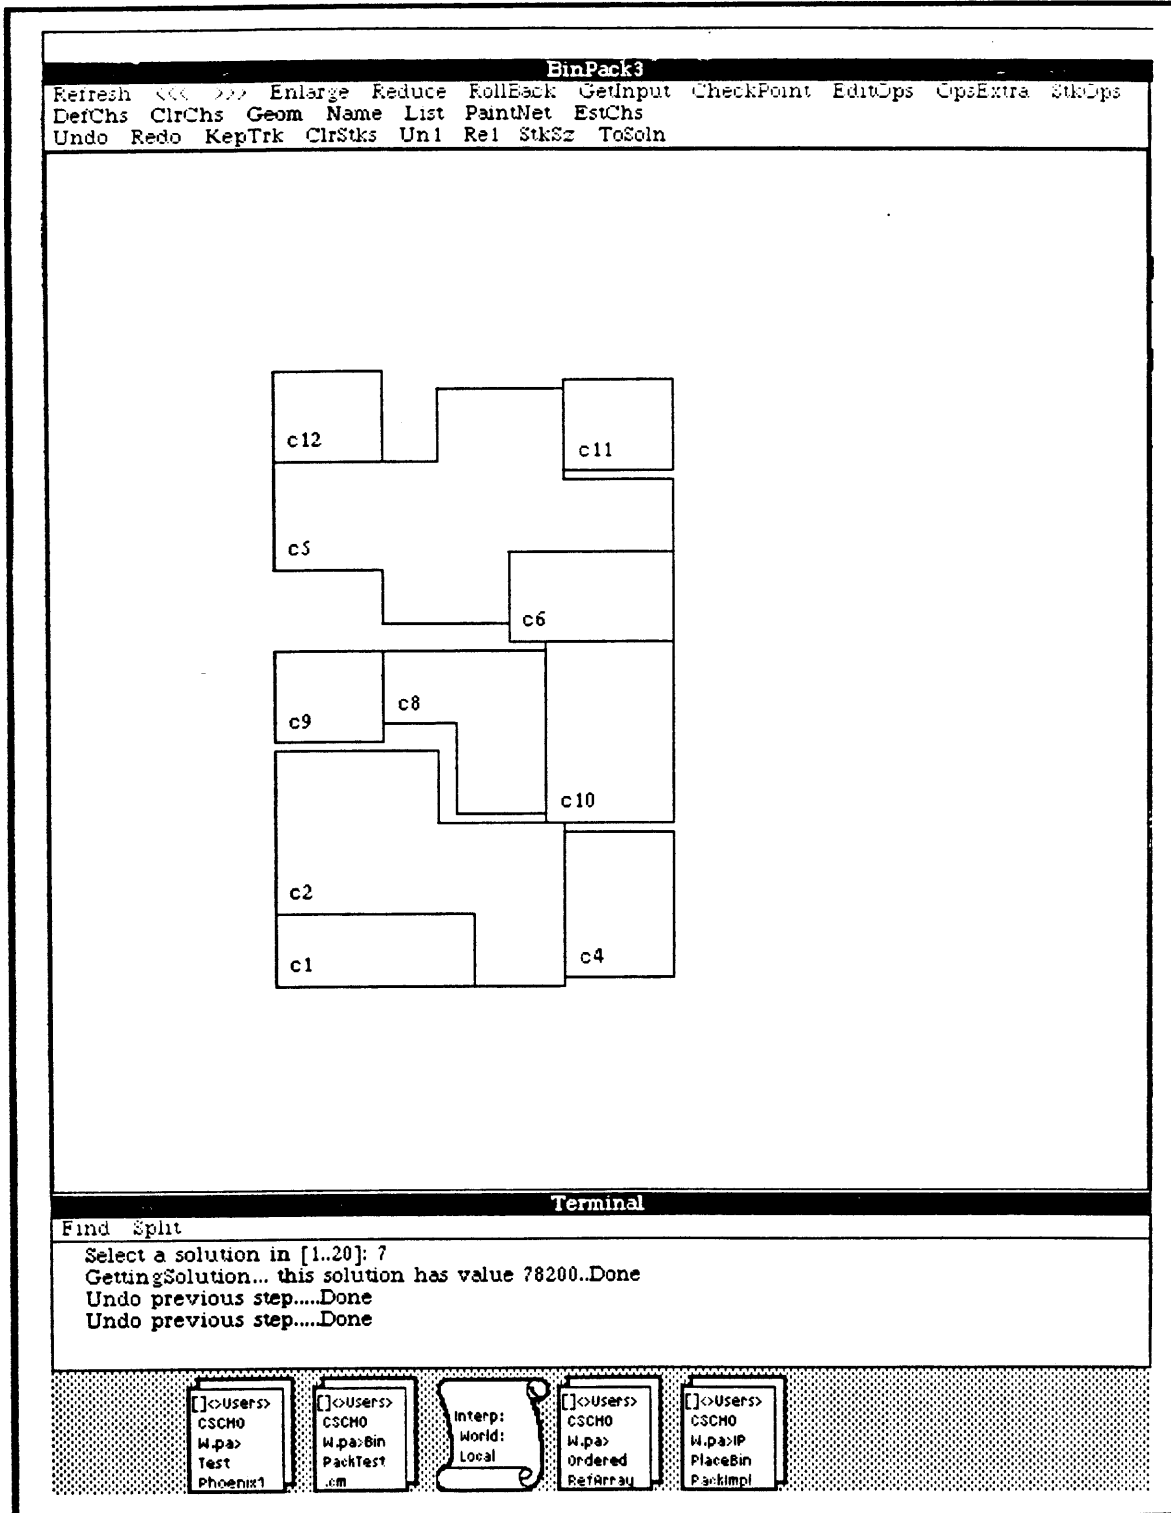 BinPack3
Refresh <<< >>> Enlarge Reduce RollBack GetInput CheckPoint EditOps OpsExtra StkOps
DefChs ClrChs Geom Name List PaintNet EstChs
Undo Redo KepTrk ClrStks Un1 Re1 StkSz ToSoln
c12
c11
c5
c6
c8
c9
c10
c2
c1
c4
Terminal
Find Split
Select a solution in [1..20]: 7
GettingSolution... this solution has value 78200..Done
Undo previous step.....Done
Undo previous step.....Done
[]<>Users>
CSCHO
W.pa>
Test
Phoenix1
[]<>Users>
CSCHO
W.pa>Bin
PackTest
.cm
Interp:
World:
Local
[]<>Users>
CSCHO
W.pa>
Ordered
RefArray
[]<>Users>
CSCHO
W.pa>IP
PlaceBin
PackImpl